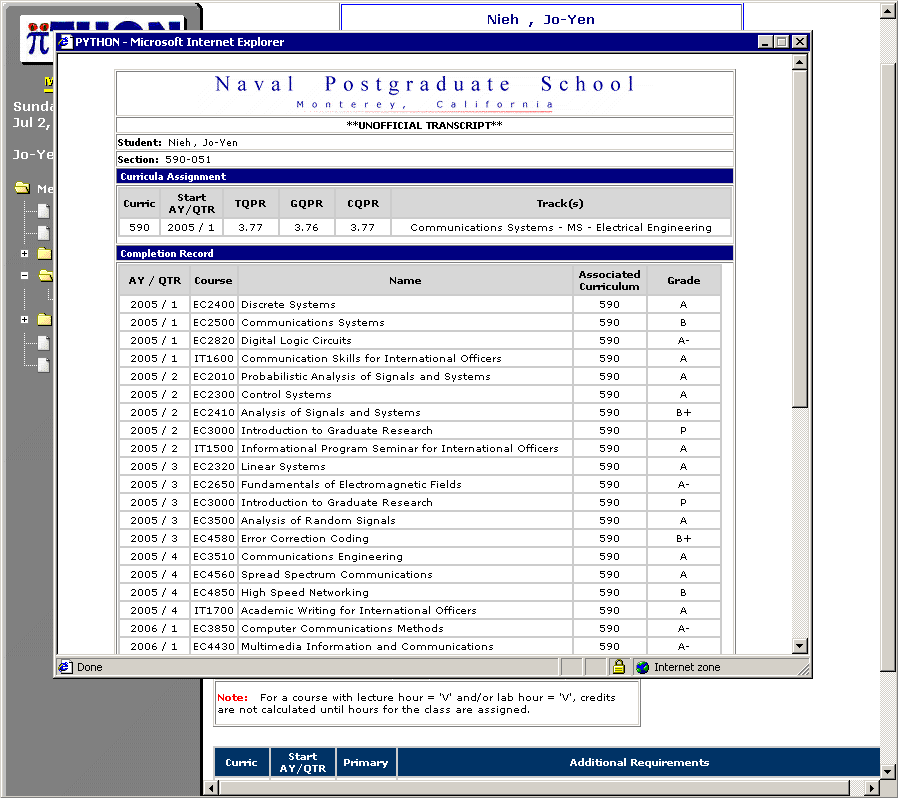 Nieh , Jo-Yen
PYTHON - Microsoft Internet Explorer
Sunda
Jul 2,
Jo-Ye
Me
Naval Postgraduate School
Monterey, California
**UNOFFICIAL TRANSCRIPT**
Student: Nieh , Jo-Yen
Section: 590-051
Curricula Assignment
Curric Start AY/QTR TQPR GQPR CQPR Track(s)
590 2005 / 1 3.77 3.76 3.77 Communications Systems - MS - Electrical Engineering
Completion Record
AY / QTR Course Name Associated Curriculum Grade
2005 / 1 EC2400 Discrete Systems 590 A
2005 / 1 EC2500 Communications Systems 590 B
2005 / 1 EC2820 Digital Logic Circuits 590 A-
2005 / 1 IT1600 Communication Skills for International Officers 590 A
2005 / 2 EC2010 Probabilistic Analysis of Signals and Systems 590 A
2005 / 2 EC2300 Control Systems 590 A
2005 / 2 EC2410 Analysis of Signals and Systems 590 B+
2005 / 2 EC3000 Introduction to Graduate Research 590 P
2005 / 2 IT1500 Informational Program Seminar for International Officers 590 A
2005 / 3 EC2320 Linear Systems 590 A
2005 / 3 EC2650 Fundamentals of Electromagnetic Fields 590 A-
2005 / 3 EC3000 Introduction to Graduate Research 590 P
2005 / 3 EC3500 Analysis of Random Signals 590 A
2005 / 3 EC4580 Error Correction Coding 590 B+
2005 / 4 EC3510 Communications Engineering 590 A
2005 / 4 EC4560 Spread Spectrum Communications 590 A
2005 / 4 EC4850 High Speed Networking 590 B
2005 / 4 IT1700 Academic Writing for International Officers 590 A
2006 / 1 EC3850 Computer Communications Methods 590 A-
2006 / 1 EC4430 Multimedia Information and Communications 590 A-
Done Internet zone
Note: For a course with lecture hour = 'V' and/or lab hour = 'V', credits
are not calculated until hours for the class are assigned.
Curric Start AY/QTR Primary Additional Requirements